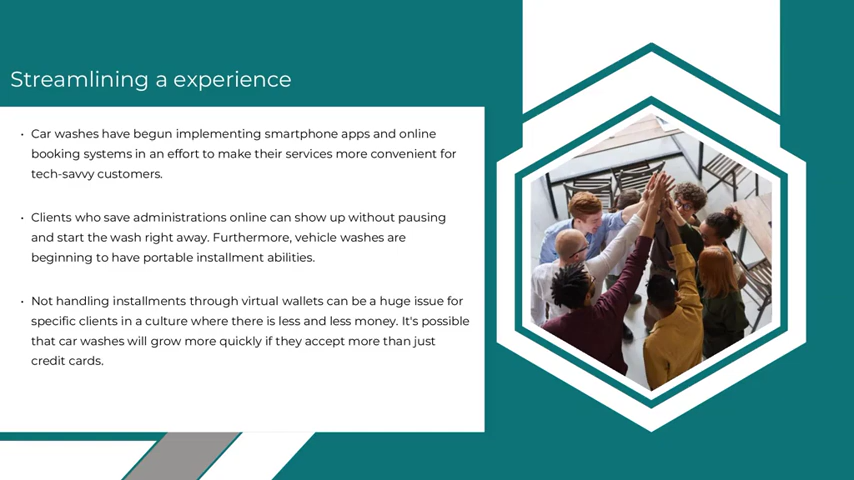 Streamlining a experience
• Car washes have begun implementing smartphone apps and online
booking systems in an effort to make their services more convenient for
tech-savvy customers.
• Clients who save administrations online can show up without pausing
and start the wash right away. Furthermore, vehicle washes are
beginning to have portable installment abilities.
• Not handling installments through virtual wallets can be a huge issue for
specific clients in a culture where there is less and less money. It's possible
that car washes will grow more quickly if they accept more than just
credit cards.